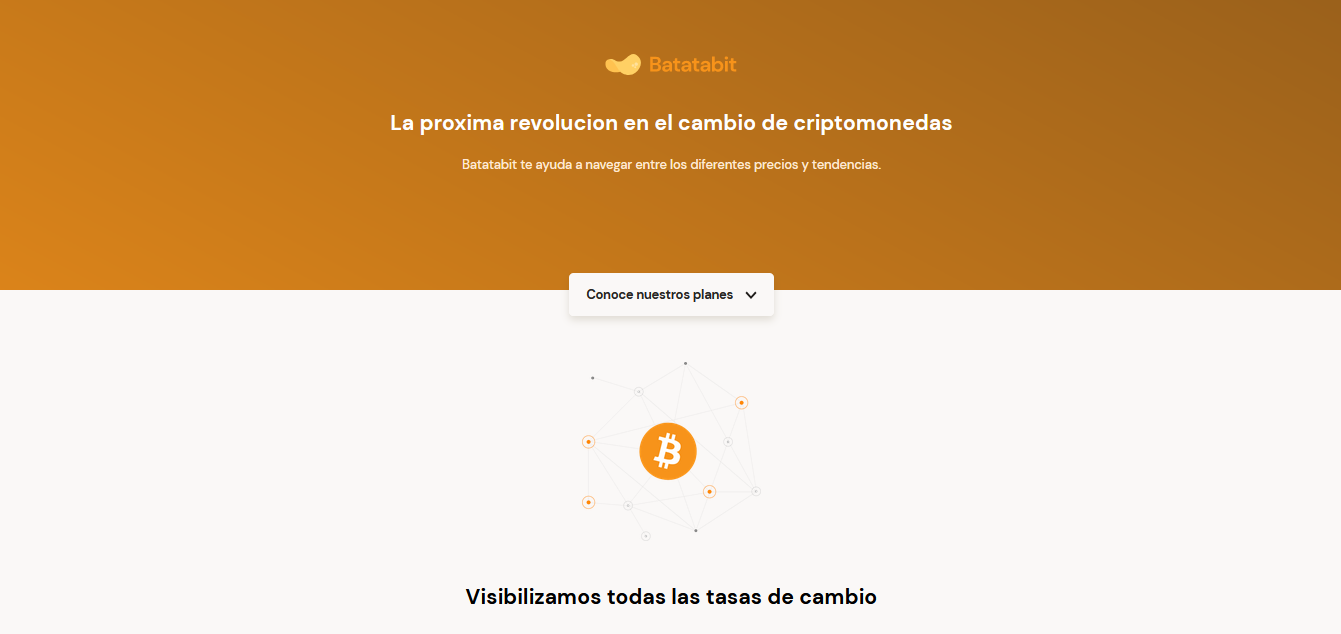 Batatabit
La proxima revolucion en el cambio de criptomonedas
Batatabit te ayuda a navegar entre los diferentes precios y tendencias.
Conoce nuestros planes
Visibilizamos todas las tasas de cambio